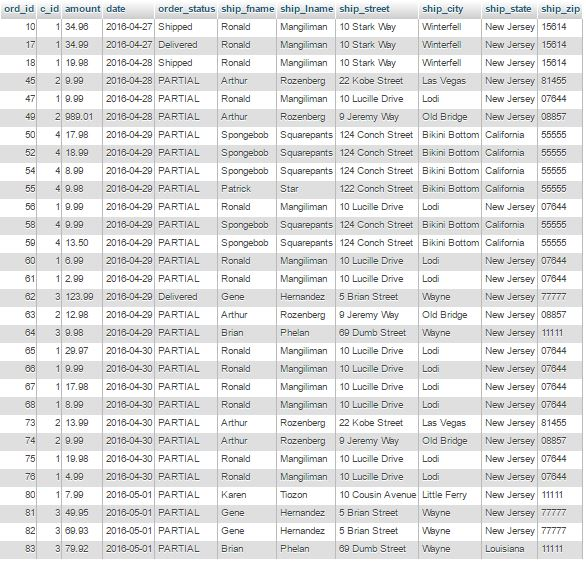 ord_id c_id amount date order_status ship_fname ship_lname ship_street ship_city ship_state ship_zip
10 1 34.96 2016-04-27 Shipped Ronald Mangiliman 10 Stark Way Winterfell New Jersey 15614
17 1 34.99 2016-04-27 Delivered Ronald Mangiliman 10 Stark Way Winterfell New Jersey 15614
18 1 19.98 2016-04-28 Shipped Ronald Mangiliman 10 Stark Way Winterfell New Jersey 15614
45 2 9.99 2016-04-28 PARTIAL Arthur Rozenberg 22 Kobe Street Las Vegas New Jersey 81455
47 1 9.99 2016-04-28 PARTIAL Ronald Mangiliman 10 Lucille Drive Lodi New Jersey 07644
49 2 989.01 2016-04-28 PARTIAL Arthur Rozenberg 9 Jeremy Way Old Bridge New Jersey 08857
50 4 17.98 2016-04-29 PARTIAL Spongebob Squarepants 124 Conch Street Bikini Bottom California 55555
52 4 18.99 2016-04-29 PARTIAL Spongebob Squarepants 124 Conch Street Bikini Bottom California 55555
54 4 8.99 2016-04-29 PARTIAL Spongebob Squarepants 124 Conch Street Bikini Bottom California 55555
55 4 9.98 2016-04-29 PARTIAL Patrick Star 122 Conch Street Bikini Bottom California 55555
56 1 9.99 2016-04-29 PARTIAL Ronald Mangiliman 10 Lucille Drive Lodi New Jersey 07644
58 4 9.99 2016-04-29 PARTIAL Spongebob Squarepants 124 Conch Street Bikini Bottom California 55555
59 4 13.50 2016-04-29 PARTIAL Spongebob Squarepants 124 Conch Street Bikini Bottom California 55555
60 1 6.99 2016-04-29 PARTIAL Ronald Mangiliman 10 Lucille Drive Lodi New Jersey 07644
61 1 2.99 2016-04-29 PARTIAL Ronald Mangiliman 10 Lucille Drive Lodi New Jersey 07644
62 3 123.99 2016-04-29 Delivered Gene Hernandez 5 Brian Street Wayne New Jersey 77777
63 2 12.98 2016-04-29 PARTIAL Arthur Rozenberg 9 Jeremy Way Old Bridge New Jersey 08857
64 3 9.98 2016-04-29 PARTIAL Brian Phelan 69 Dumb Street Wayne New Jersey 11111
65 1 29.97 2016-04-30 PARTIAL Ronald Mangiliman 10 Lucille Drive Lodi New Jersey 07644
66 1 9.99 2016-04-30 PARTIAL Ronald Mangiliman 10 Lucille Drive Lodi New Jersey 07644
67 1 17.98 2016-04-30 PARTIAL Ronald Mangiliman 10 Lucille Drive Lodi New Jersey 07644
68 1 8.99 2016-04-30 PARTIAL Ronald Mangiliman 10 Lucille Drive Lodi New Jersey 07644
73 2 13.99 2016-04-30 PARTIAL Arthur Rozenberg 22 Kobe Street Las Vegas New Jersey 81455
74 2 9.99 2016-04-30 PARTIAL Arthur Rozenberg 9 Jeremy Way Old Bridge New Jersey 08857
75 1 19.98 2016-04-30 PARTIAL Ronald Mangiliman 10 Lucille Drive Lodi New Jersey 07644
76 1 4.99 2016-04-30 PARTIAL Ronald Mangiliman 10 Lucille Drive Lodi New Jersey 07644
80 1 7.99 2016-05-01 PARTIAL Karen Tiozon 10 Cousin Avenue Little Ferry New Jersey 11111
81 3 49.95 2016-05-01 PARTIAL Gene Hernandez 5 Brian Street Wayne New Jersey 77777
82 3 69.93 2016-05-01 PARTIAL Gene Hernandez 5 Brian Street Wayne New Jersey 77777
83 3 79.92 2016-05-01 PARTIAL Brian Phelan 69 Dumb Street Wayne Louisiana 11111